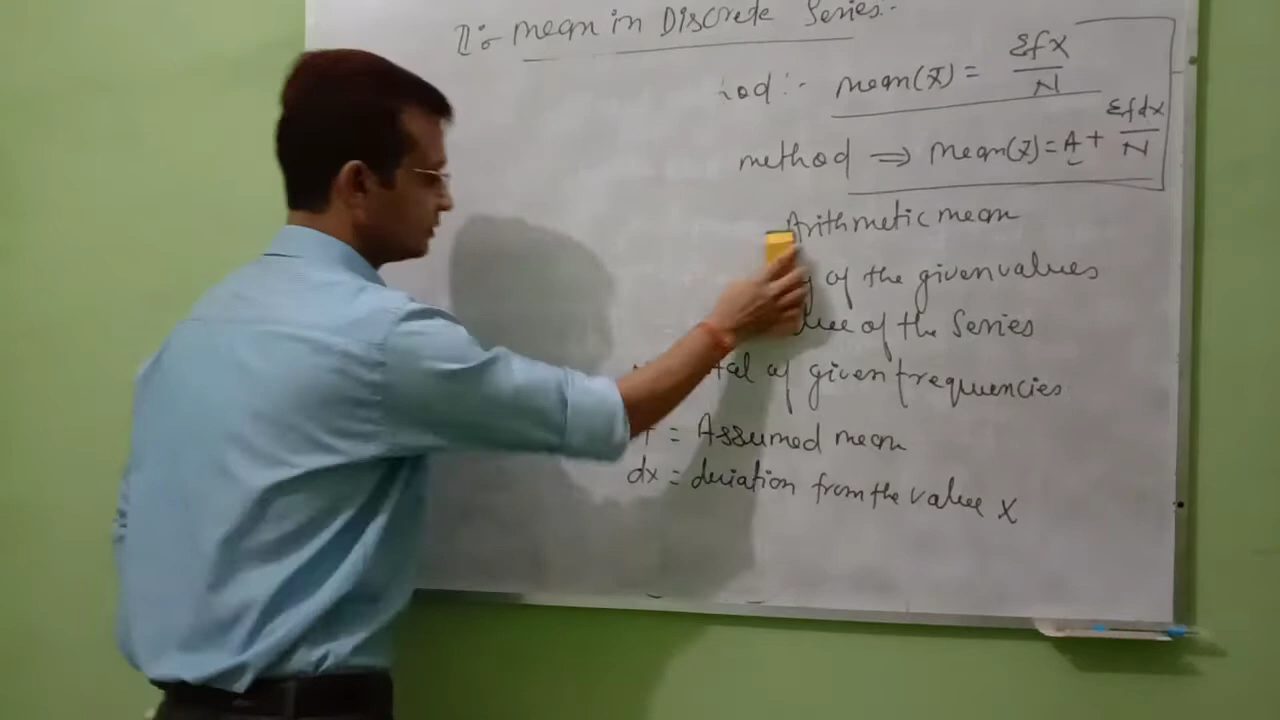 II:- mean in Discrete Series:-
mean(x̄) = Σfx/N
method ⇒ mean(x̄) = A + Σfdx/N
Arithmetic mean
of the given values
of the Series
of given frequencies
= Assumed mean
dx = deviation from the value x